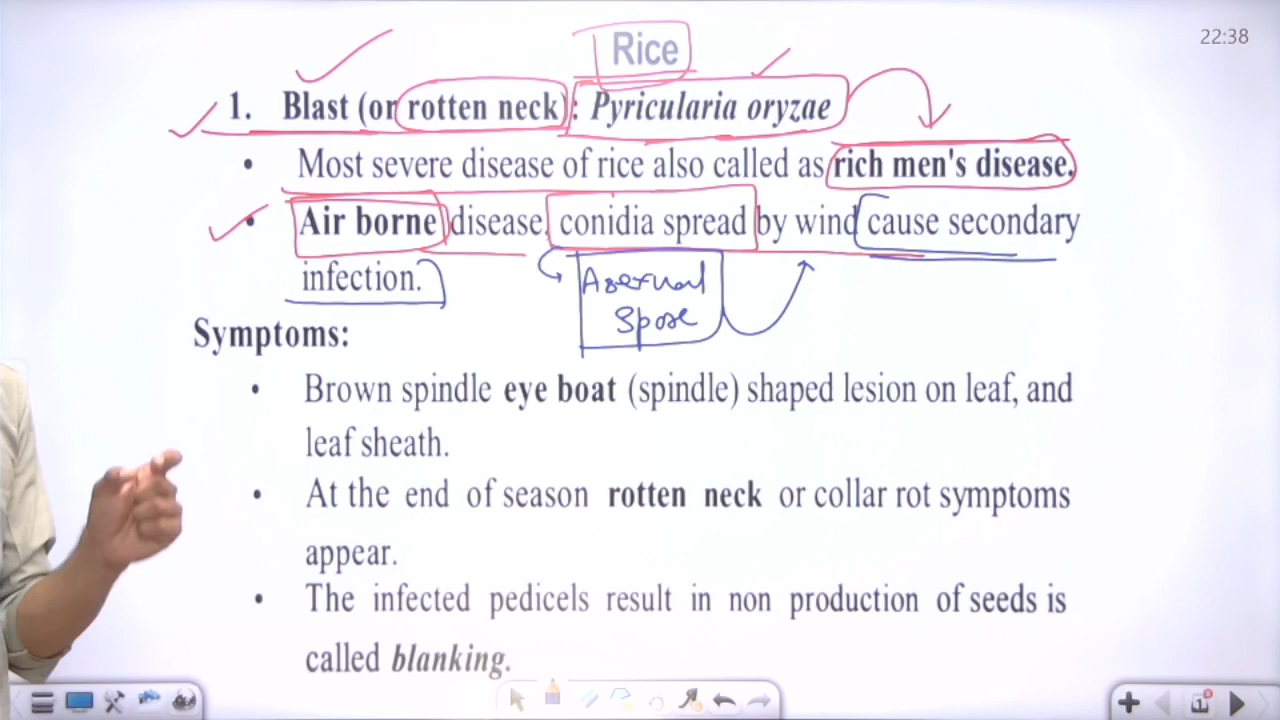 Rice
22:38
1. Blast (or rotten neck) : Pyricularia oryzae
• Most severe disease of rice also called as rich men's disease.
• Air borne disease, conidia spread by wind cause secondary
infection.
Asexual
Spore
Symptoms:
• Brown spindle eye boat (spindle) shaped lesion on leaf, and
leaf sheath.
• At the end of season rotten neck or collar rot symptoms
appear.
• The infected pedicels result in non production of seeds is
called blanking.
1